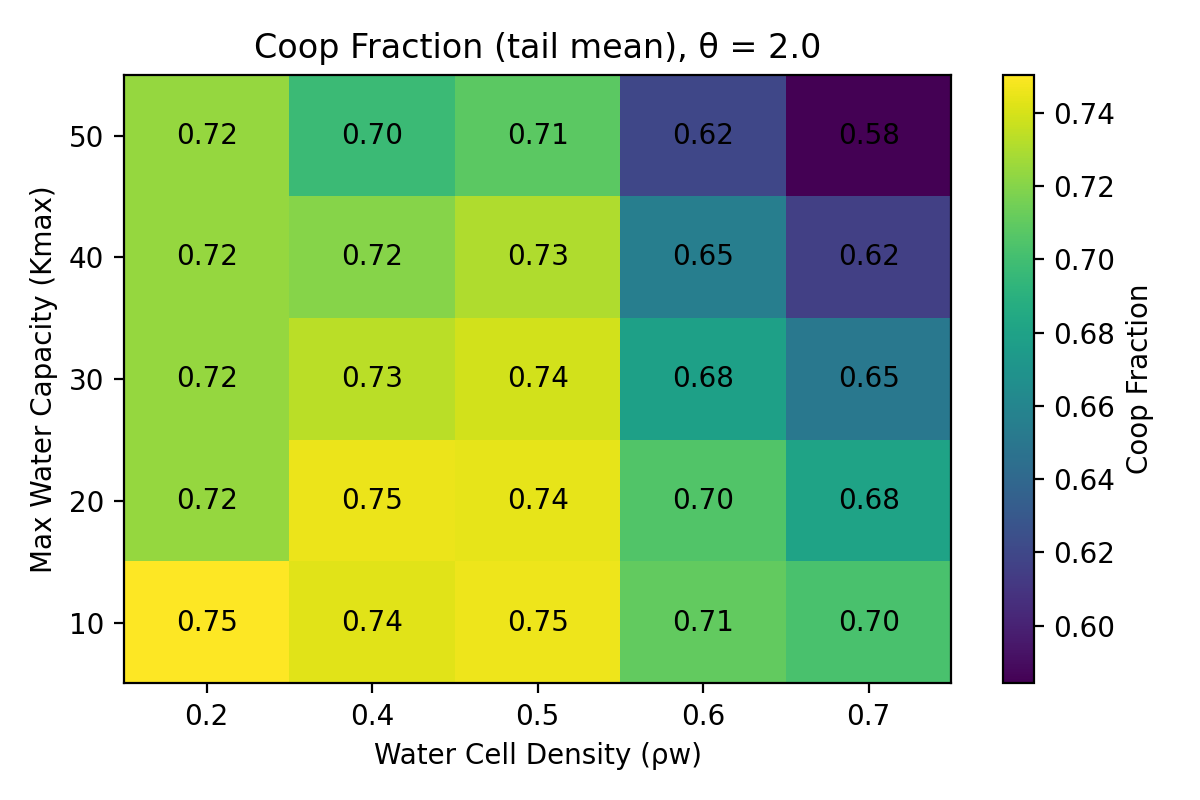 Coop Fraction (tail mean), θ = 2.0
Max Water Capacity (Kmax)
50 0.72 0.70 0.71 0.62 0.58
40 0.72 0.72 0.73 0.65 0.62
30 0.72 0.73 0.74 0.68 0.65
20 0.72 0.75 0.74 0.70 0.68
10 0.75 0.74 0.75 0.71 0.70
0.2 0.4 0.5 0.6 0.7
Water Cell Density (ρw)
0.74
0.72
0.70
0.68
0.66
0.64
0.62
0.60
Coop Fraction